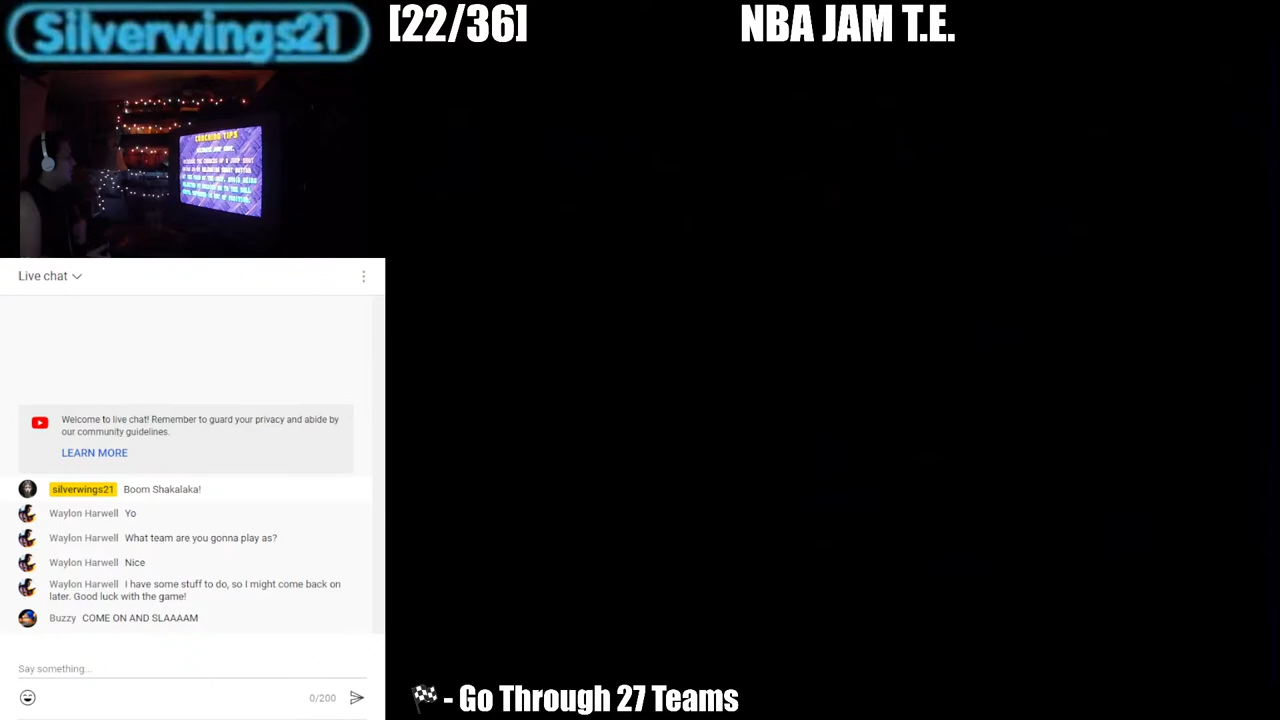 Silverwings21
[22/36]
NBA JAM T.E.
COACHING TIPS
Live chat
Welcome to live chat! Remember to guard your privacy and abide by
our community guidelines.
LEARN MORE
silverwings21 Boom Shakalaka!
Waylon Harwell Yo
Waylon Harwell What team are you gonna play as?
Waylon Harwell Nice
Waylon Harwell I have some stuff to do, so I might come back on
later. Good luck with the game!
Buzzy COME ON AND SLAAAAM
Say something...
0/200
- Go Through 27 Teams